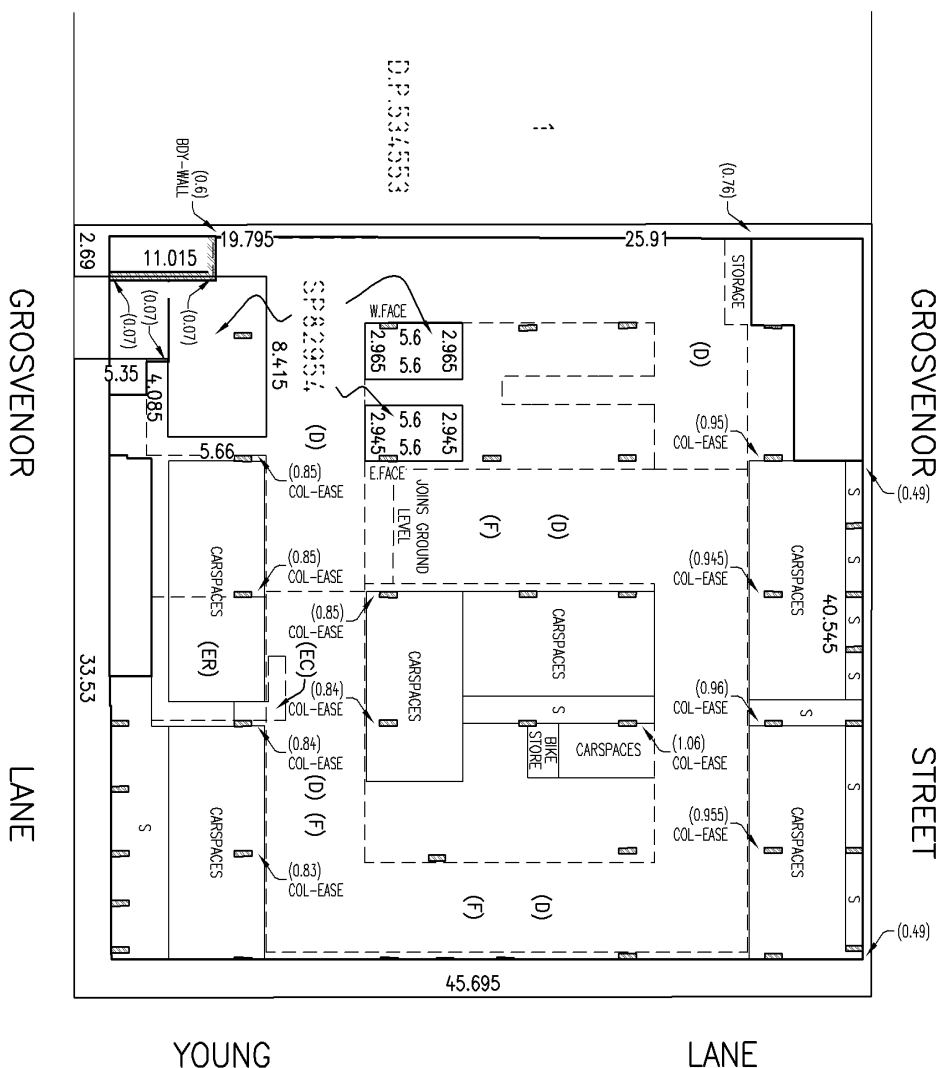 D.P.534553
1
(0.6)
BDY-WALL
(0.76)
2.69
11.015
19.795
25.91
STORAGE
(0.07)
(0.07)
(0.07)
SP82954
W.FACE
2.965
5.6
5.6
2.965
8.415
(D)
5.35
4.085
2.945
5.6
5.6
2.945
E.FACE
(D)
5.66
(0.95)
COL-EASE
(0.49)
(0.85)
COL-EASE
JOINS GROUND
LEVEL
(F)
(D)
S
CARSPACES
(0.85)
COL-EASE
(0.945)
COL-EASE
CARSPACES
S
40.545
(0.85)
COL-EASE
S
(ER)
(EC)
CARSPACES
CARSPACES
S
33.53
(0.84)
COL-EASE
S
(0.96)
COL-EASE
S
(0.84)
COL-EASE
BIKE
STORE
CARSPACES
(1.06)
COL-EASE
(D)
(F)
S
CARSPACES
(0.955)
COL-EASE
CARSPACES
S
(0.83)
COL-EASE
(F)
(D)
(0.49)
45.695
GROSVENOR LANE
GROSVENOR STREET
YOUNG LANE